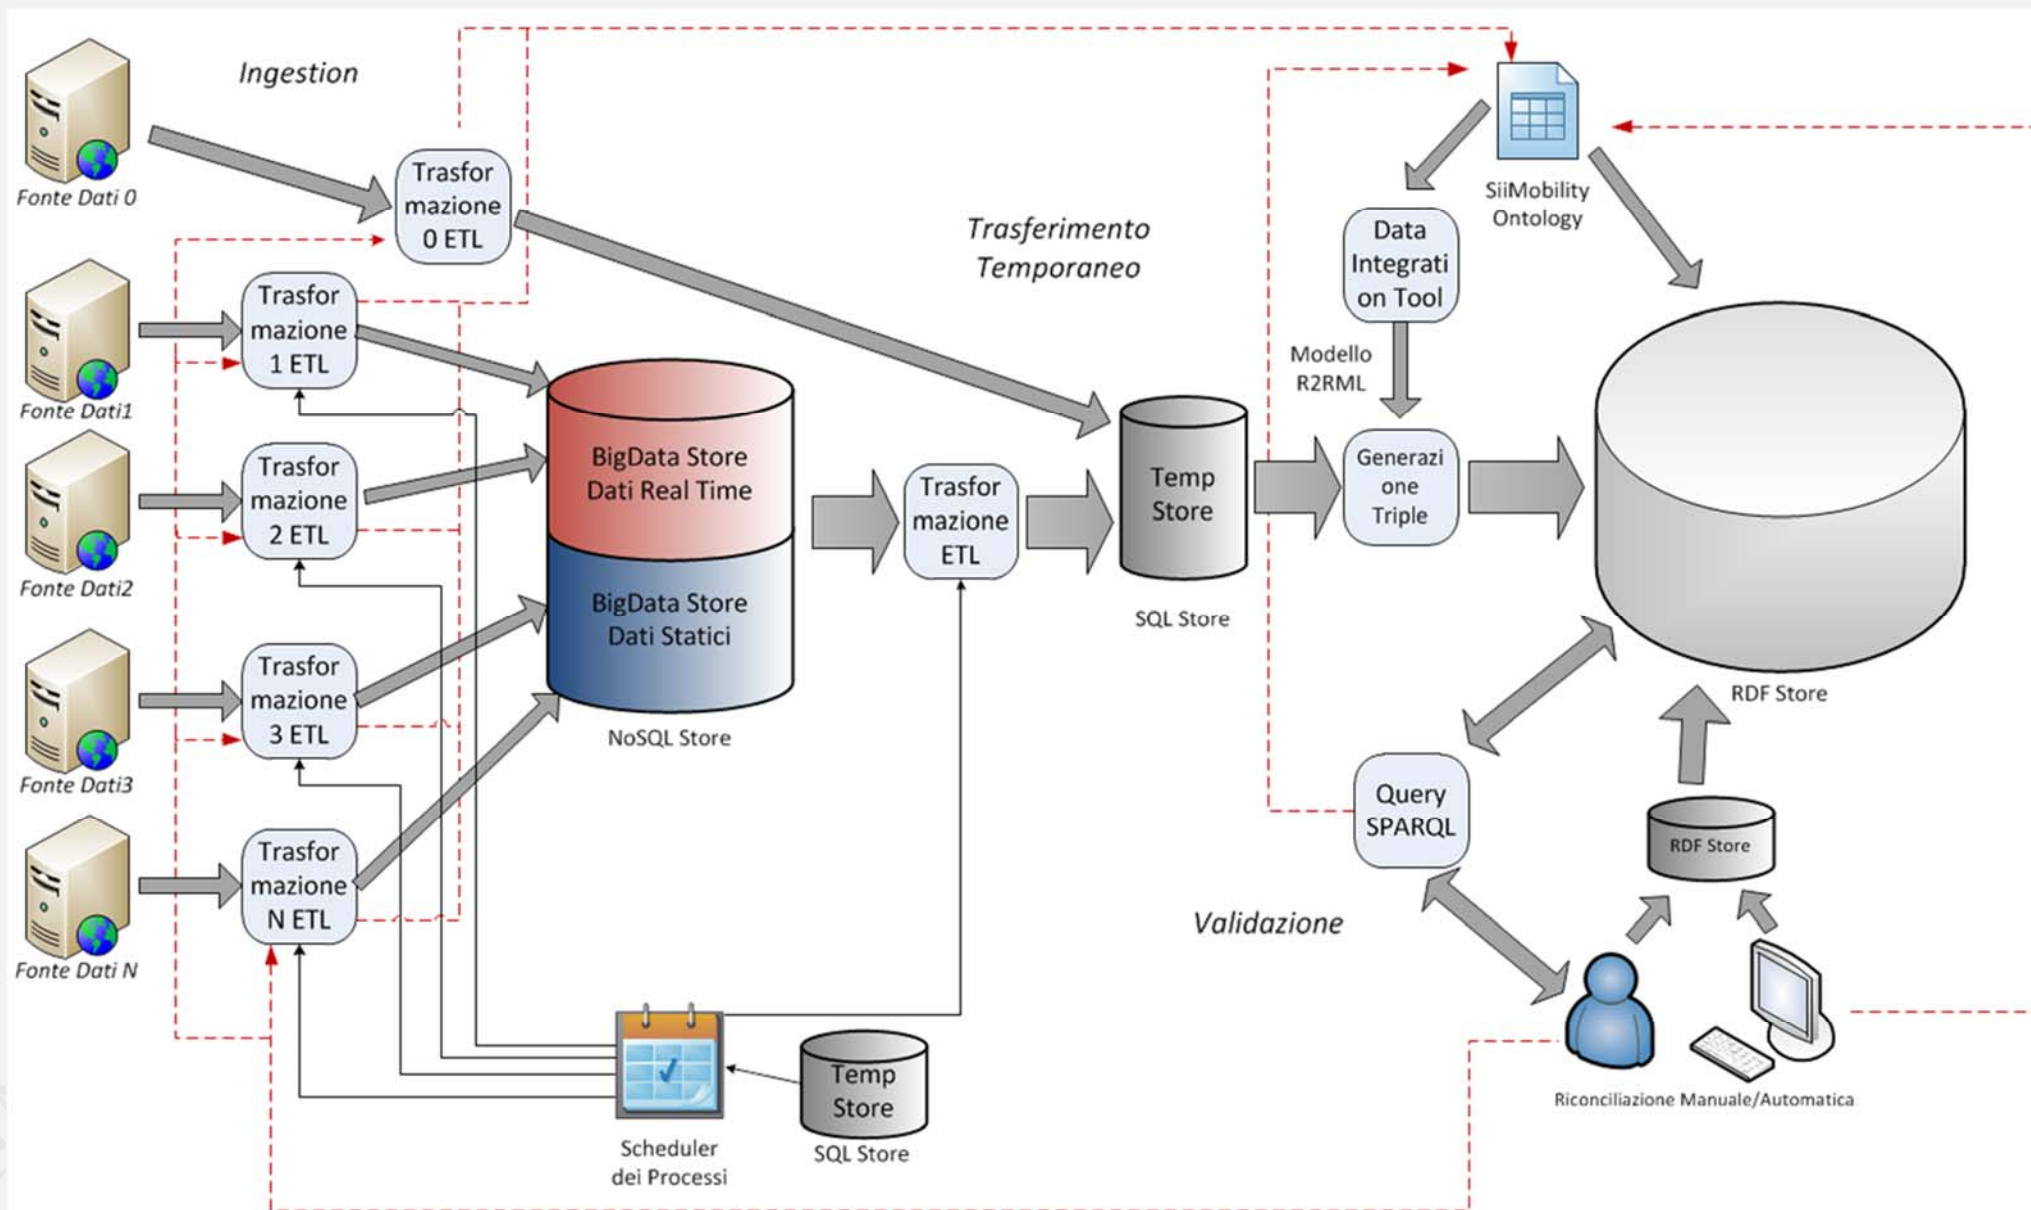 Ingestion
Fonte Dati 0
Trasfor
mazione
0 ETL
Fonte Dati1
Trasfor
mazione
1 ETL
Fonte Dati2
Trasfor
mazione
2 ETL
Fonte Dati3
Trasfor
mazione
3 ETL
Fonte Dati N
Trasfor
mazione
N ETL
BigData Store
Dati Real Time
BigData Store
Dati Statici
NoSQL Store
Scheduler
dei Processi
Temp
Store
SQL Store
Trasfor
mazione
ETL
Trasferimento
Temporaneo
Temp
Store
SQL Store
SiiMobility
Ontology
Data
Integrati
on Tool
Modello
R2RML
Generazi
one
Triple
RDF Store
Query
SPARQL
RDF Store
Validazione
Riconciliazione Manuale/Automatica